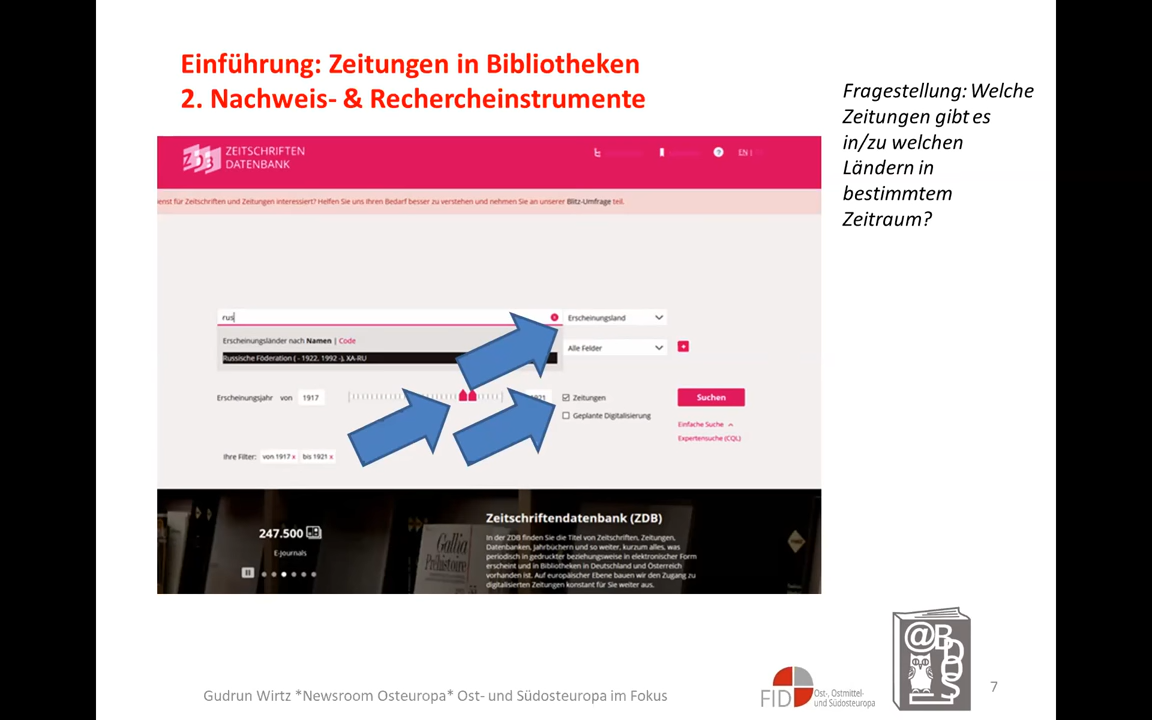 Einführung: Zeitungen in Bibliotheken
2. Nachweis- & Rechercheinstrumente
Fragestellung: Welche
Zeitungen gibt es
in/zu welchen
Ländern in
bestimmtem
Zeitraum?
ZDB
ZEITSCHRIFTEN
DATENBANK
? EN |
enst für Zeitschriften und Zeitungen interessiert? Helfen Sie uns Ihren Bedarf besser zu verstehen und nehmen Sie an unserer Blitz-Umfrage teil.
rus
Erscheinungsland
Erscheinungsländer nach Namen | Code
Russische Föderation ( - 1922, 1992 -), XA-RU
Alle Felder
+
Erscheinungsjahr von 1917
1921
Zeitungen
Suchen
Geplante Digitalisierung
Einfache Suche
Expertensuche (CQL)
Ihre Filter: von 1917 x bis 1921 x
247.500
E-Journals
Gallia
Préhistoire
Zeitschriftendatenbank (ZDB)
In der ZDB finden Sie die Titel von Zeitschriften, Zeitungen,
Datenbanken, Jahrbüchern und so weiter, kurzum alles, was
periodisch in gedruckter beziehungsweise in elektronischer Form
erscheint und in Bibliotheken in Deutschland und Österreich
vorhanden ist. Auf europäischer Ebene bauen wir den Zugang zu
digitalisierten Zeitungen konstant für Sie weiter aus.
Gudrun Wirtz *Newsroom Osteuropa* Ost- und Südosteuropa im Fokus
FID
Ost-, Ostmittel-
und Südosteuropa
@BDOS
7